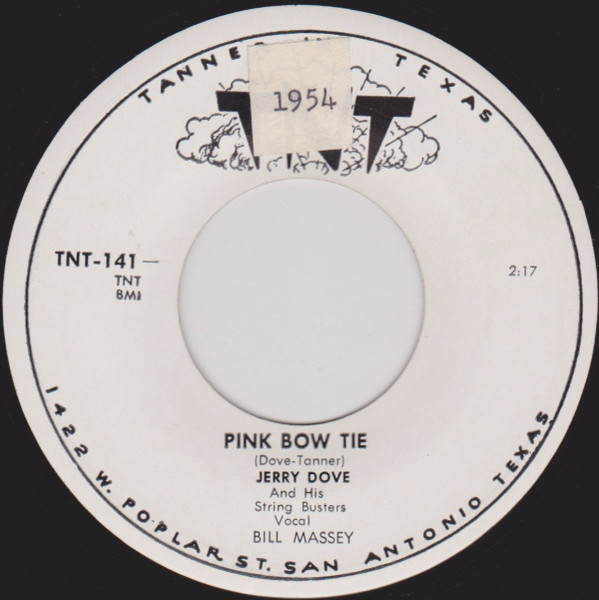 TEXAS
1954
TNT-141
TNT
BMI
2:17
PINK BOW TIE
(Dove-Tanner)
JERRY DOVE
And His
String Busters
Vocal
BILL MASSEY
1422 W. POPLAR ST. SAN ANTONIO TEXAS